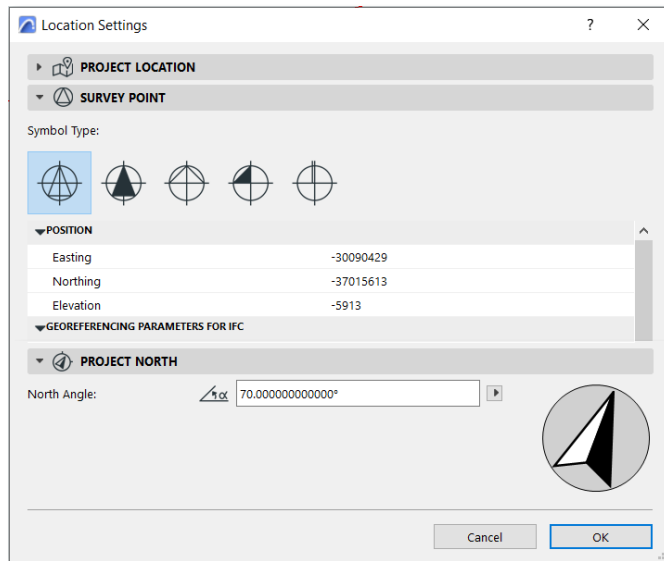 Location Settings ?
PROJECT LOCATION
SURVEY POINT
Symbol Type:
POSITION
Easting -30090429
Northing -37015613
Elevation -5913
GEOREFERENCING PARAMETERS FOR IFC
PROJECT NORTH
North Angle: α 70.000000000000°
Cancel OK